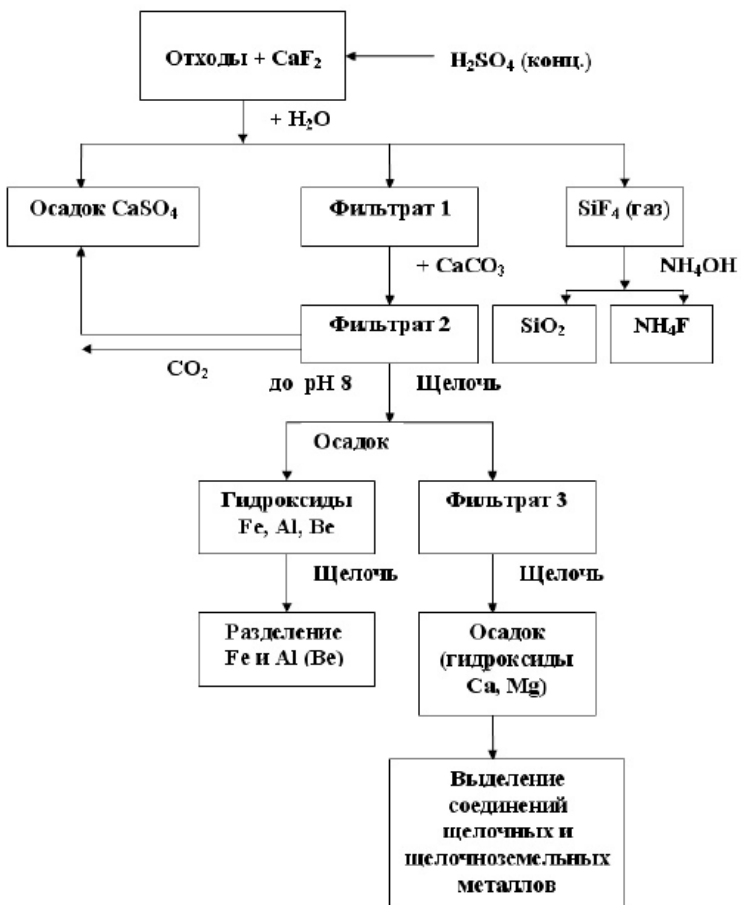 Отходы + CaF₂
H₂SO₄ (конц.)
+ H₂O
Осадок CaSO₄
Фильтрат 1
SiF₄ (газ)
+ CaCO₃
NH₄OH
Фильтрат 2
SiO₂
NH₄F
CO₂
до pH 8
Щелочь
Осадок
Гидроксиды
Fe, Al, Be
Фильтрат 3
Щелочь
Щелочь
Разделение
Fe и Al (Be)
Осадок
(гидроксиды
Ca, Mg)
Выделение
соединений
щелочных и
щелочноземельных
металлов